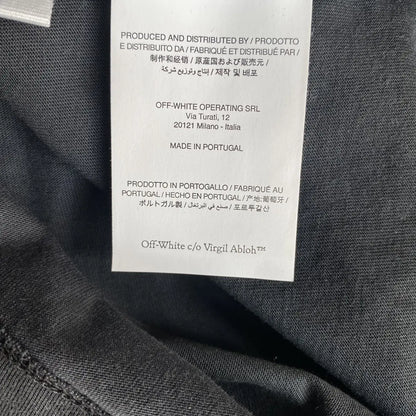 PRODUCED AND DISTRIBUTED BY / PRODOTTO
E DISTRIBUITO DA / FABRIQUÉ ET DISTRIBUÉ PAR /
制作和经销 / 原産国および販売元 /
إنتاج وتوزيع شركة / 제작 및 배포
OFF-WHITE OPERATING SRL
Via Turati, 12
20121 Milano - Italia
MADE IN PORTUGAL
PRODOTTO IN PORTOGALLO / FABRIQUÉ AU
PORTUGAL / HECHO EN PORTUGAL / 产地:葡萄牙 /
ポルトガル製 / صنع في البرتغال / 포르투갈산
Off-White c/o Virgil Abloh™